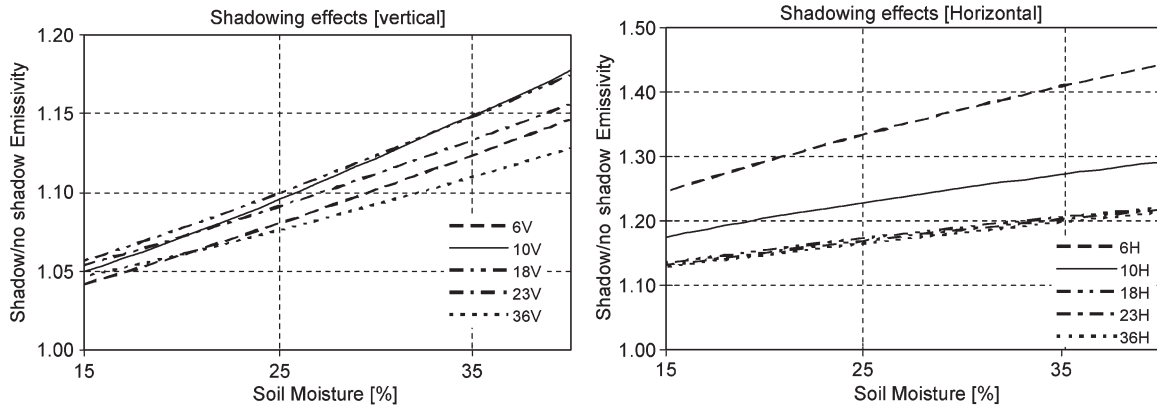 Shadowing effects [vertical]
1.20
1.15
1.10
1.05
1.00
15
25
35
Shadow/no shadow Emissivity
Soil Moisture [%]
6V
10V
18V
23V
36V
Shadowing effects [Horizontal]
1.50
1.40
1.30
1.20
1.10
1.00
15
25
35
Shadow/no shadow Emissivity
Soil Moisture [%]
6H
10H
18H
23H
36H